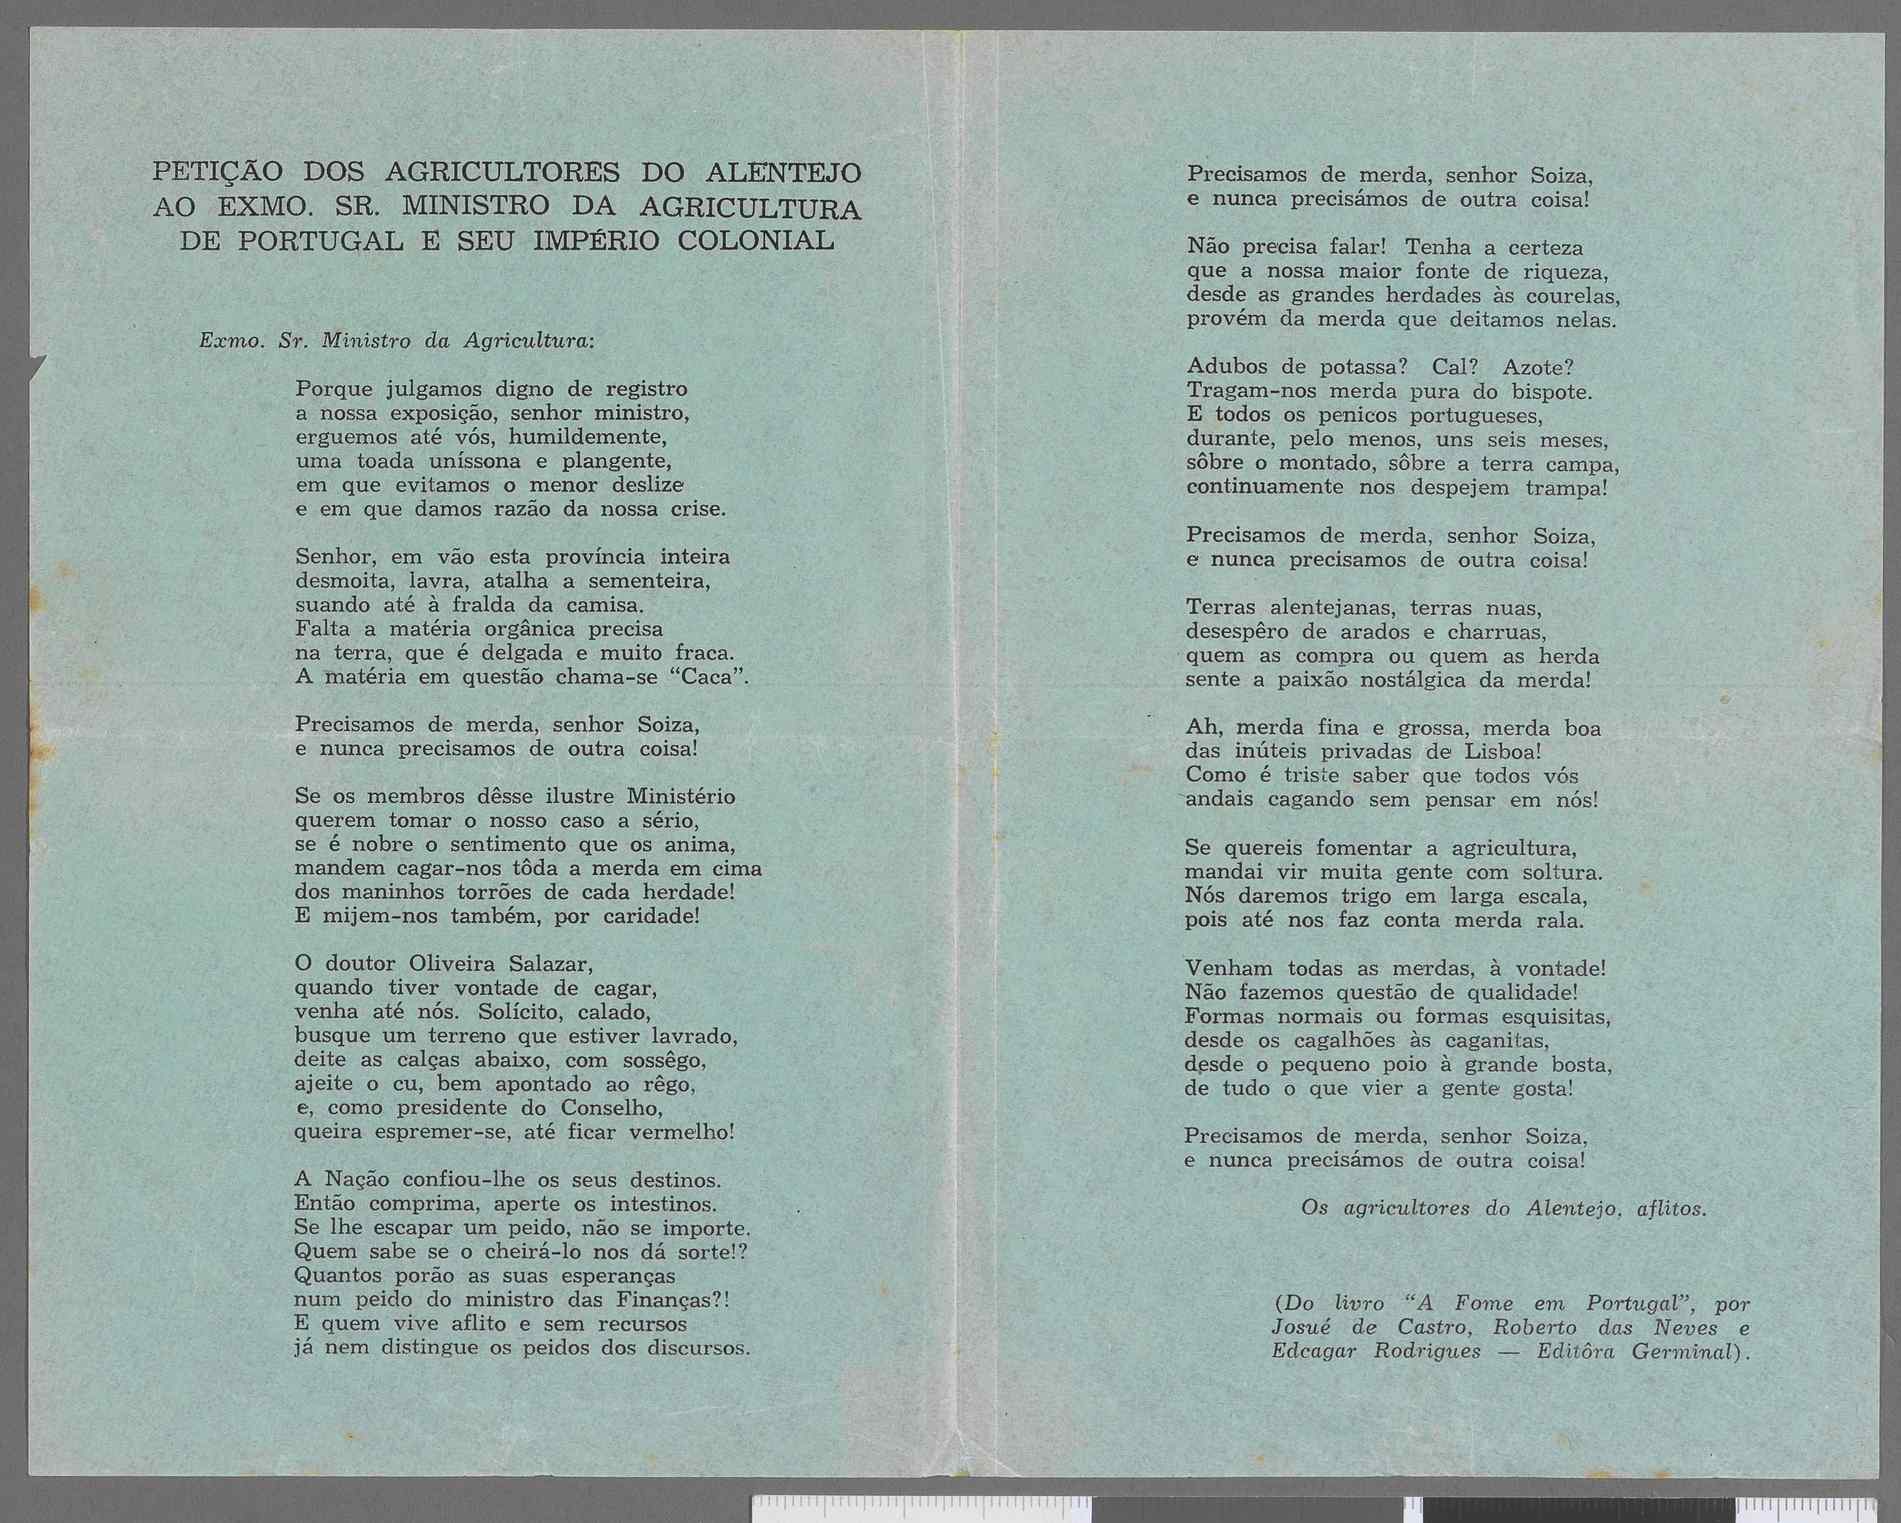 PETIÇÃO DOS AGRICULTORES DO ALENTEJO
AO EXMO. SR. MINISTRO DA AGRICULTURA
DE PORTUGAL E SEU IMPÉRIO COLONIAL
Exmo. Sr. Ministro da Agricultura:
Porque julgamos digno de registro
a nossa exposição, senhor ministro,
erguemos até vós, humildemente,
uma toada uníssona e plangente,
em que evitamos o menor deslize
e em que damos razão da nossa crise.
Senhor, em vão esta província inteira
desmoita, lavra, atalha a sementeira,
suando até à fralda da camisa.
Falta a matéria orgânica precisa
na terra, que é delgada e muito fraca.
A matéria em questão chama-se “Caca”.
Precisamos de merda, senhor Soiza,
e nunca precisamos de outra coisa!
Se os membros dêsse ilustre Ministério
querem tomar o nosso caso a sério,
se é nobre o sentimento que os anima,
mandem cagar-nos tôda a merda em cima
dos maninhos torrões de cada herdade!
E mijem-nos também, por caridade!
O doutor Oliveira Salazar,
quando tiver vontade de cagar,
venha até nós. Solícito, calado,
busque um terreno que estiver lavrado,
deite as calças abaixo, com sossêgo,
ajeite o cu, bem apontado ao rêgo,
e, como presidente do Conselho,
queira espremer-se, até ficar vermelho!
A Nação confiou-lhe os seus destinos.
Então comprima, aperte os intestinos.
Se lhe escapar um peido, não se importe.
Quem sabe se o cheirá-lo nos dá sorte!?
Quantos porão as suas esperanças
num peido do ministro das Finanças?!
E quem vive aflito e sem recursos
já nem distingue os peidos dos discursos.
Precisamos de merda, senhor Soiza,
e nunca precisámos de outra coisa!
Não precisa falar! Tenha a certeza
que a nossa maior fonte de riqueza,
desde as grandes herdades às courelas,
provém da merda que deitamos nelas.
Adubos de potassa? Cal? Azote?
Tragam-nos merda pura do bispote.
E todos os penicos portugueses,
durante, pelo menos, uns seis meses,
sôbre o montado, sôbre a terra campa,
continuamente nos despejem trampa!
Precisamos de merda, senhor Soiza,
e nunca precisamos de outra coisa!
Terras alentejanas, terras nuas,
desespêro de arados e charruas,
quem as compra ou quem as herda
sente a paixão nostálgica da merda!
Ah, merda fina e grossa, merda boa
das inúteis privadas de Lisboa!
Como é triste saber que todos vós
andais cagando sem pensar em nós!
Se quereis fomentar a agricultura,
mandai vir muita gente com soltura.
Nós daremos trigo em larga escala,
pois até nos faz conta merda rala.
Venham todas as merdas, à vontade!
Não fazemos questão de qualidade!
Formas normais ou formas esquisitas,
desde os cagalhões às caganitas,
desde o pequeno poio à grande bosta,
de tudo o que vier a gente gosta!
Precisamos de merda, senhor Soiza,
e nunca precisámos de outra coisa!
Os agricultores do Alentejo, aflitos.
(Do livro “A Fome em Portugal”, por
Josué de Castro, Roberto das Neves e
Edcagar Rodrigues — Editôra Germinal).